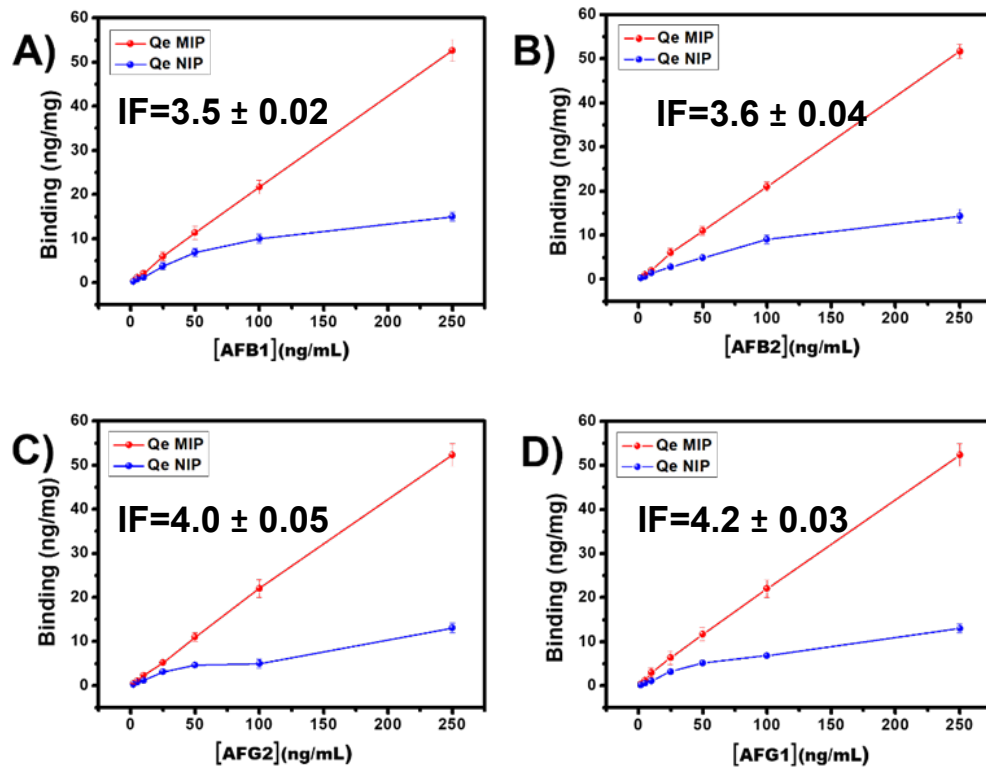 A)
Qe MIP
Qe NIP
IF=3.5 ± 0.02
Binding (ng/mg)
60
50
40
30
20
10
0
0 50 100 150 200 250
[AFB1](ng/mL)
B)
Qe MIP
Qe NIP
IF=3.6 ± 0.04
Binding (ng/mg)
60
50
40
30
20
10
0
0 50 100 150 200 250
[AFB2](ng/mL)
C)
Qe MIP
Qe NIP
IF=4.0 ± 0.05
Binding (ng/mg)
60
50
40
30
20
10
0
0 50 100 150 200 250
[AFG2](ng/mL)
D)
Qe MIP
Qe NIP
IF=4.2 ± 0.03
Binding (ng/mg)
60
50
40
30
20
10
0
0 50 100 150 200 250
[AFG1](ng/mL)